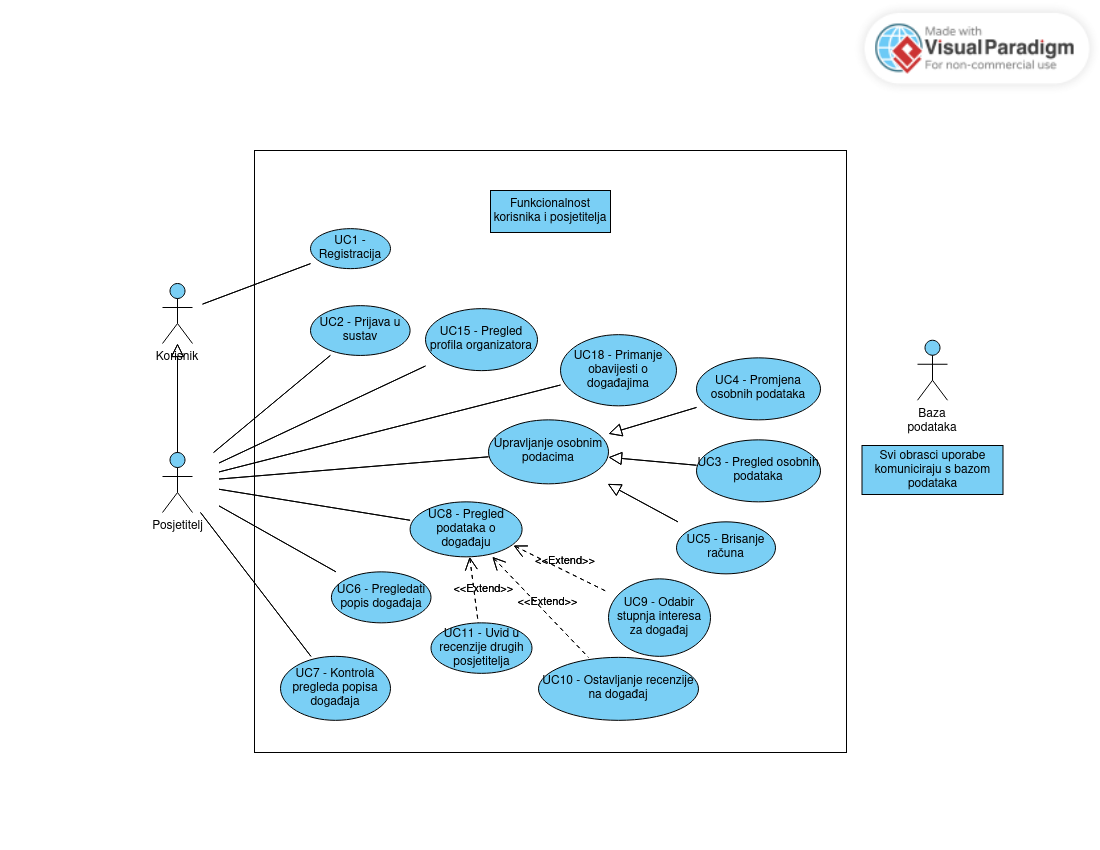 Made with
Visual Paradigm
For non-commercial use
Funkcionalnost
korisnika i posjetitelja
UC1 -
Registracija
Korisnik
UC2 - Prijava u
sustav
UC15 - Pregled
profila organizatora
UC18 - Primanje
obavijesti o
događajima
UC4 - Promjena
osobnih podataka
Baza
podataka
Upravljanje osobnim
podacima
UC3 - Pregled osobnih
podataka
Svi obrasci uporabe
komuniciraju s bazom
podataka
Posjetitelj
UC8 - Pregled
podataka o
događaju
UC5 - Brisanje
računa
<<Extend>>
<<Extend>>
<<Extend>>
UC6 - Pregledati
popis događaja
UC9 - Odabir
stupnja interesa
za događaj
UC11 - Uvid u
recenzije drugih
posjetitelja
UC7 - Kontrola
pregleda popisa
događaja
UC10 - Ostavljanje recenzije
na događaj